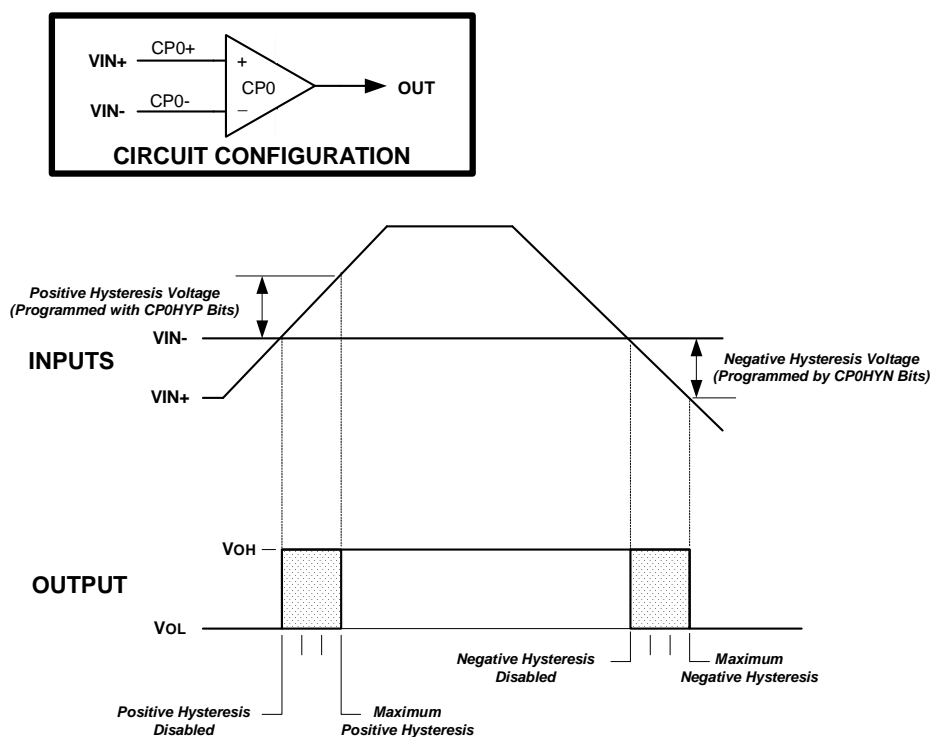 VIN+
CP0+
+
CP0
OUT
VIN-
CP0-
_
CIRCUIT CONFIGURATION
Positive Hysteresis Voltage
(Programmed with CP0HYP Bits)
VIN-
INPUTS
VIN+
Negative Hysteresis Voltage
(Programmed by CP0HYN Bits)
VOH
OUTPUT
VOL
Negative Hysteresis
Disabled
Maximum
Negative Hysteresis
Positive Hysteresis
Disabled
Maximum
Positive Hysteresis